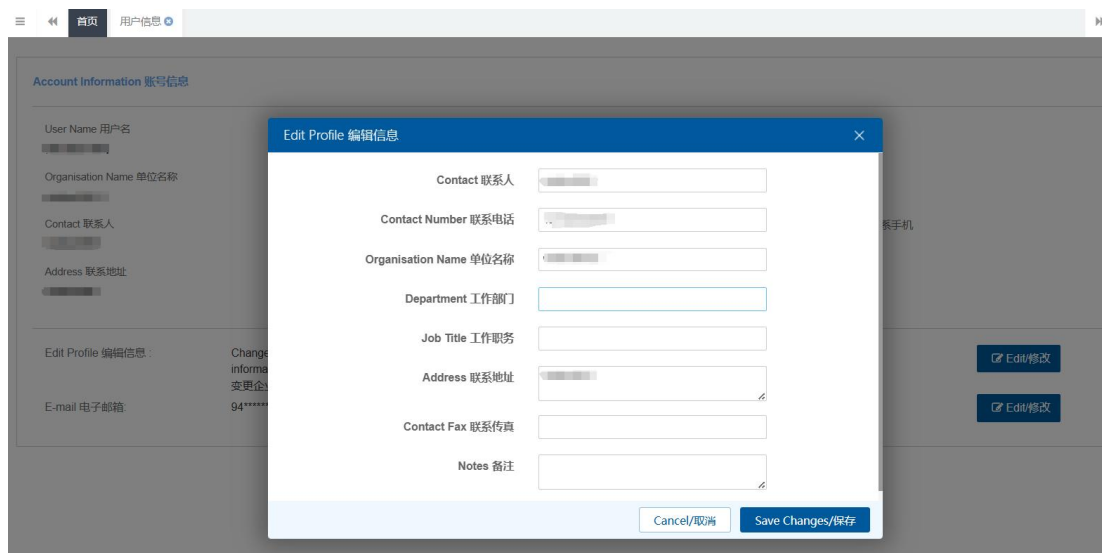 首页 用户信息
Account Information 账号信息
User Name 用户名
Organisation Name 单位名称
Contact 联系人
系手机
Address 联系地址
Edit Profile 编辑信息 :
Change
informa
变更企业
Edit/修改
E-mail 电子邮箱:
94******
Edit/修改
Edit Profile 编辑信息
Contact 联系人
Contact Number 联系电话
Organisation Name 单位名称
Department 工作部门
Job Title 工作职务
Address 联系地址
Contact Fax 联系传真
Notes 备注
Cancel/取消 Save Changes/保存